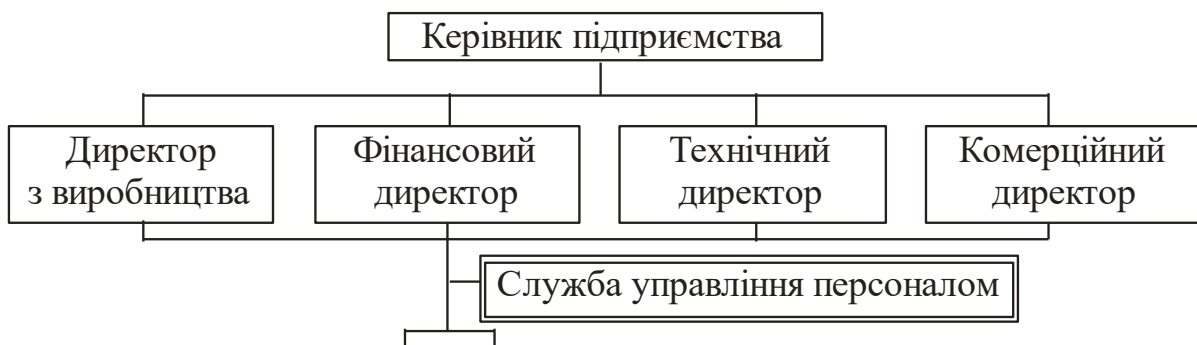 Керівник підприємства
Директор
з виробництва
Фінансовий
директор
Технічний
директор
Комерційний
директор
Служба управління персоналом